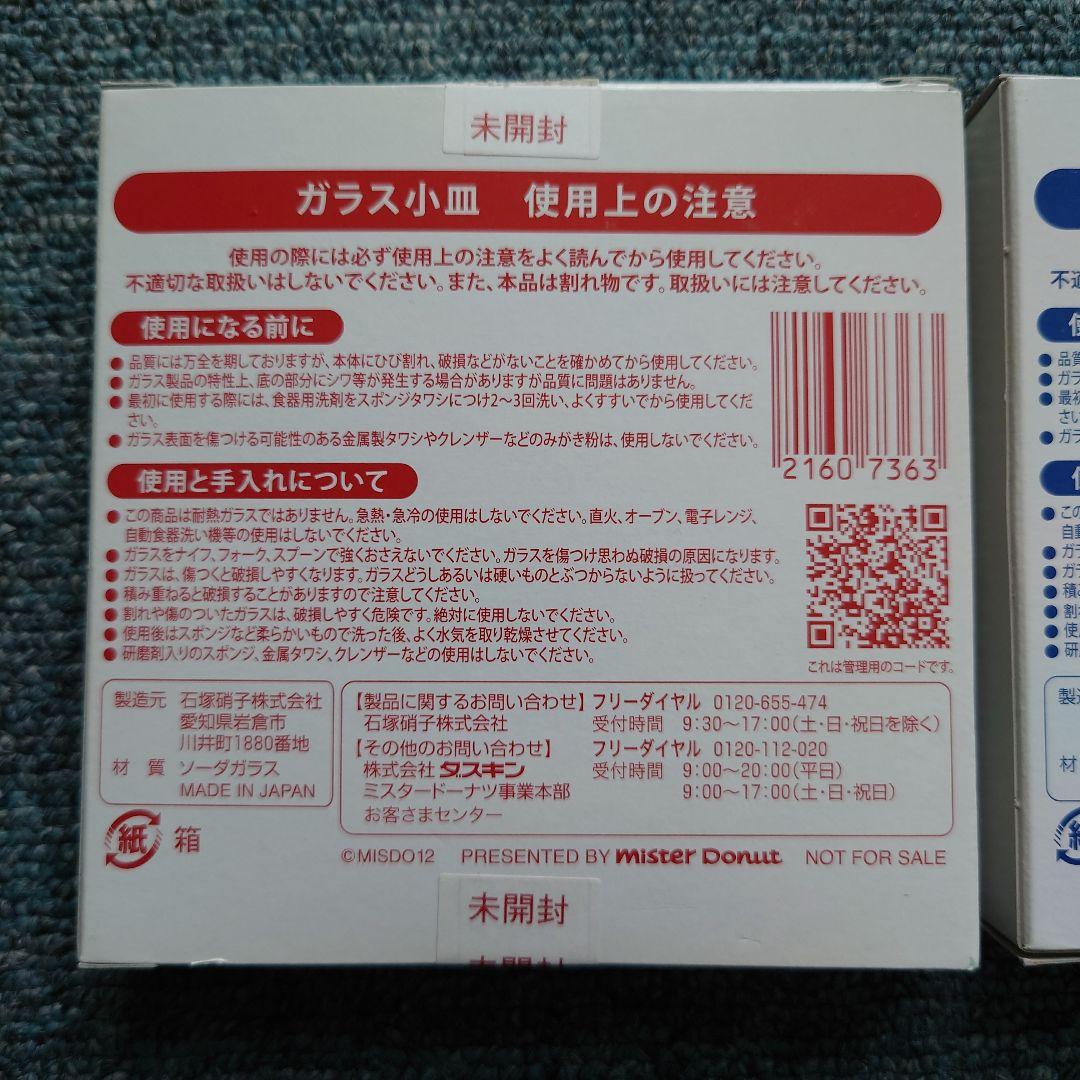 未開封
ガラス小皿 使用上の注意
使用の際には必ず使用上の注意をよく読んでから使用してください。
不適切な取扱いはしないでください。また、本品は割れ物です。取扱いには注意してください。
使用になる前に
●品質には万全を期しておりますが、本体にひび割れ、破損などがないことを確かめてから使用してください。
●ガラス製品の特性上、底の部分にシワ等が発生する場合がありますが品質に問題はありません。
●最初に使用する際には、食器用洗剤をスポンジタワシにつけ2〜3回洗い、よくすすいでから使用してくだ
さい。
●ガラス表面を傷つける可能性のある金属製タワシやクレンザーなどのみがき粉は、使用しないでください。
2160 7363
使用と手入れについて
●この商品は耐熱ガラスではありません。急熱・急冷の使用はしないでください。直火、オーブン、電子レンジ、
自動食器洗い機等の使用はしないでください。
●ガラスをナイフ、フォーク、スプーンで強くおさえないでください。ガラスを傷つけ思わぬ破損の原因になります。
●ガラスは、傷つくと破損しやすくなります。ガラスどうしあるいは硬いものとぶつからないように扱ってください。
●積み重ねると破損することがありますので注意してください。
●割れや傷のついたガラスは、破損しやすく危険です。絶対に使用しないでください。
●使用後はスポンジなど柔らかいもので洗った後、よく水気を取り乾燥させてください。
●研磨剤入りのスポンジ、金属タワシ、クレンザーなどの使用はしないでください。
これは管理用のコードです。
製造元 石塚硝子株式会社
愛知県岩倉市
川井町1880番地
材質 ソーダガラス
MADE IN JAPAN
【製品に関するお問い合わせ】フリーダイヤル 0120-655-474
石塚硝子株式会社 受付時間 9:30〜17:00(土・日・祝日を除く)
【その他のお問い合わせ】 フリーダイヤル 0120-112-020
株式会社ダスキン 受付時間 9:00〜20:00(平日)
ミスタードーナツ事業本部 9:00〜17:00(土・日・祝日)
お客さまセンター
紙 箱
©MISDO12 PRESENTED BY mister Donut NOT FOR SALE
未開封
不適
使
●品質
●ガラ
●最初
さい
●ガラ
●この
自動
●ガラ
●ガラ
●積み
●割れ
●使
●研
製造
材